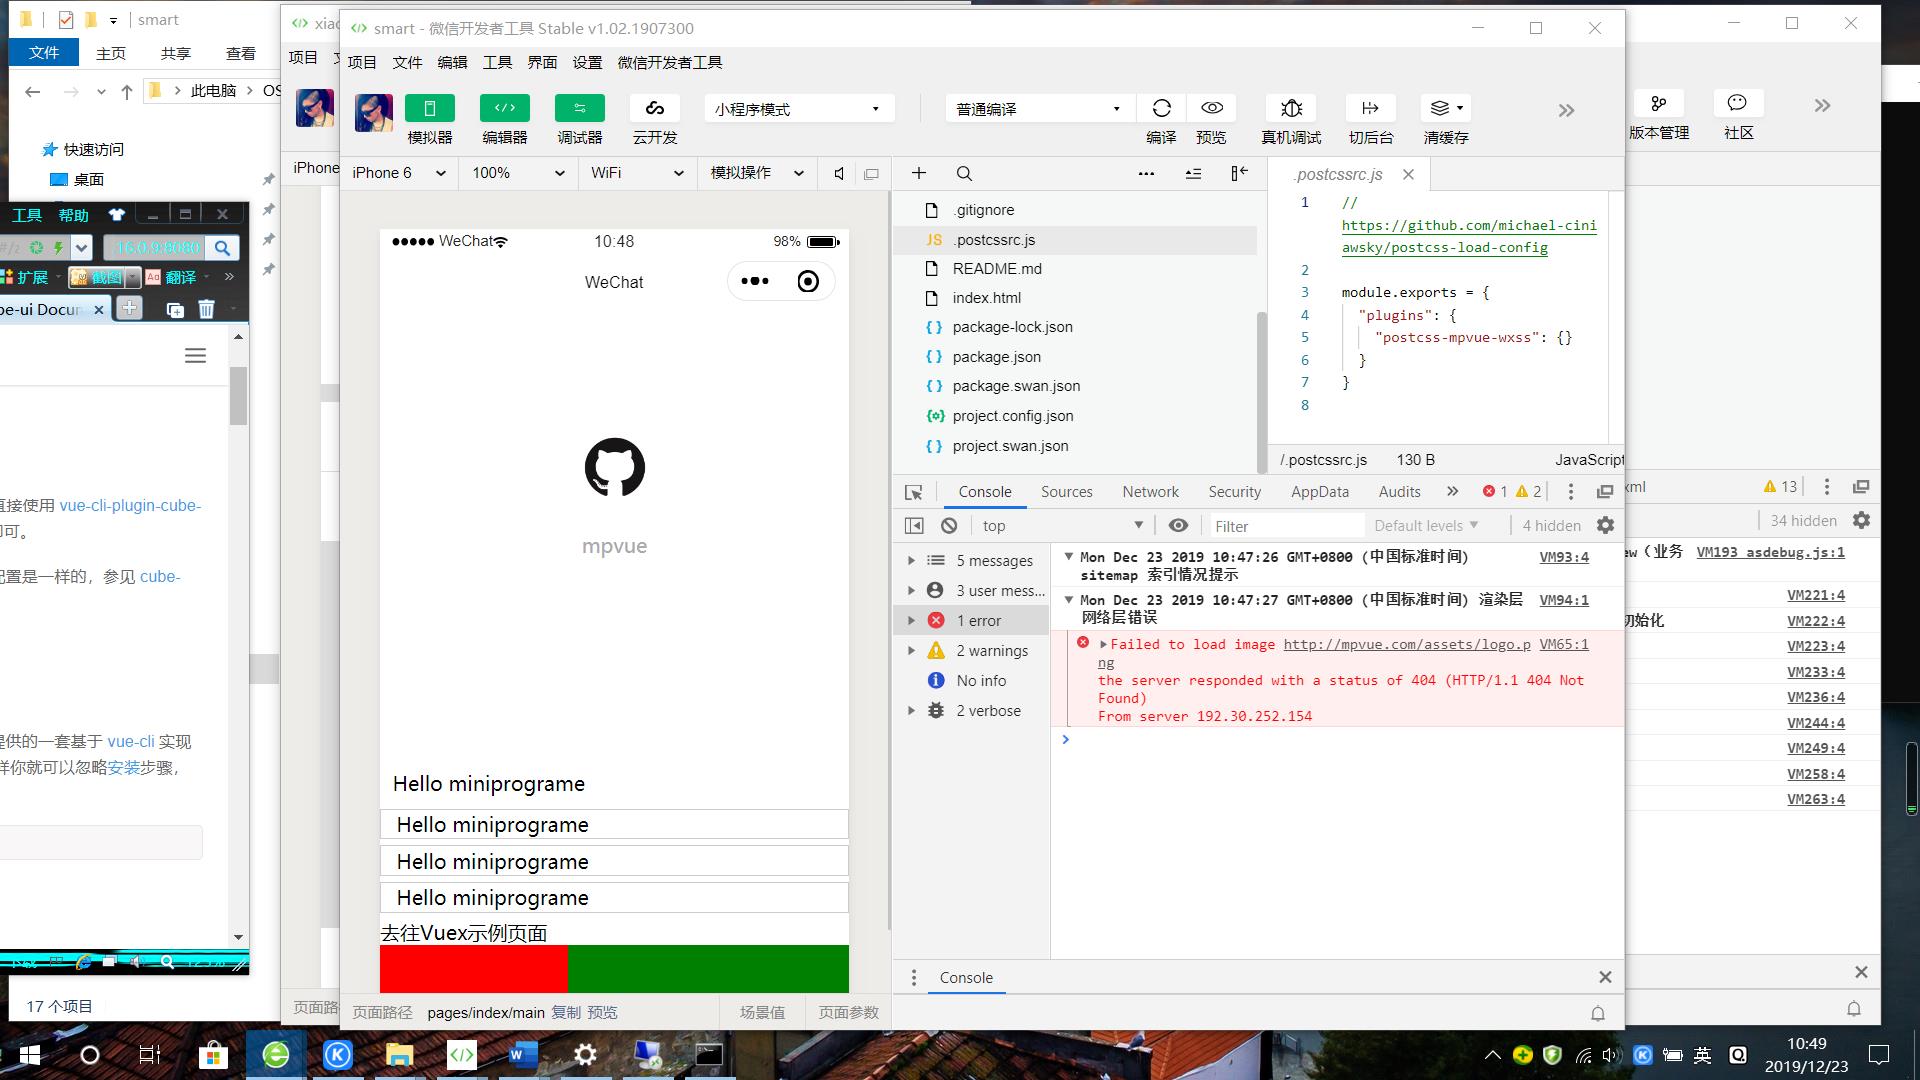 smart
文件 主页 共享 查看
此电脑
快速访问
桌面
17 个项目
工具 帮助
16.0.9:8080
扩展 截图 翻译
be-ui Docum
直接使用 vue-cli-plugin-cube-
即可。
配置是一样的，参见 cube-
提供的一套基于 vue-cli 实现
样你就可以忽略安装步骤，
xiao
项目
iPhone
页面路
smart - 微信开发者工具 Stable v1.02.1907300
项目 文件 编辑 工具 界面 设置 微信开发者工具
模拟器 编辑器 调试器 云开发
小程序模式
普通编译
编译 预览 真机调试 切后台 清缓存
iPhone 6 100% WiFi 模拟操作
WeChat 10:48 98%
WeChat
mpvue
Hello miniprograme
Hello miniprograme
Hello miniprograme
Hello miniprograme
去往Vuex示例页面
页面路径 pages/index/main 复制 预览 场景值 页面参数
.gitignore
JS .postcssrc.js
README.md
index.html
{ } package-lock.json
{ } package.json
{ } package.swan.json
project.config.json
{ } project.swan.json
.postcssrc.js
1 //
https://github.com/michael-cini
awsky/postcss-load-config
2
3 module.exports = {
4 "plugins": {
5 "postcss-mpvue-wxss": {}
6 }
7 }
8
/.postcssrc.js 130 B JavaScript
Console Sources Network Security AppData Audits 1 2
top Filter Default levels 4 hidden
5 messages
3 user mess...
1 error
2 warnings
No info
2 verbose
Mon Dec 23 2019 10:47:26 GMT+0800 (中国标准时间) VM93:4
sitemap 索引情况提示
Mon Dec 23 2019 10:47:27 GMT+0800 (中国标准时间) 渲染层 VM94:1
网络层错误
Failed to load image http://mpvue.com/assets/logo.p VM65:1
ng
the server responded with a status of 404 (HTTP/1.1 404 Not
Found)
From server 192.30.252.154
Console
版本管理 社区
xml 13
34 hidden
ew（业务 VM193 asdebug.js:1
VM221:4
初始化 VM222:4
VM223:4
VM233:4
VM236:4
VM244:4
VM249:4
VM258:4
VM263:4
英
10:49
2019/12/23